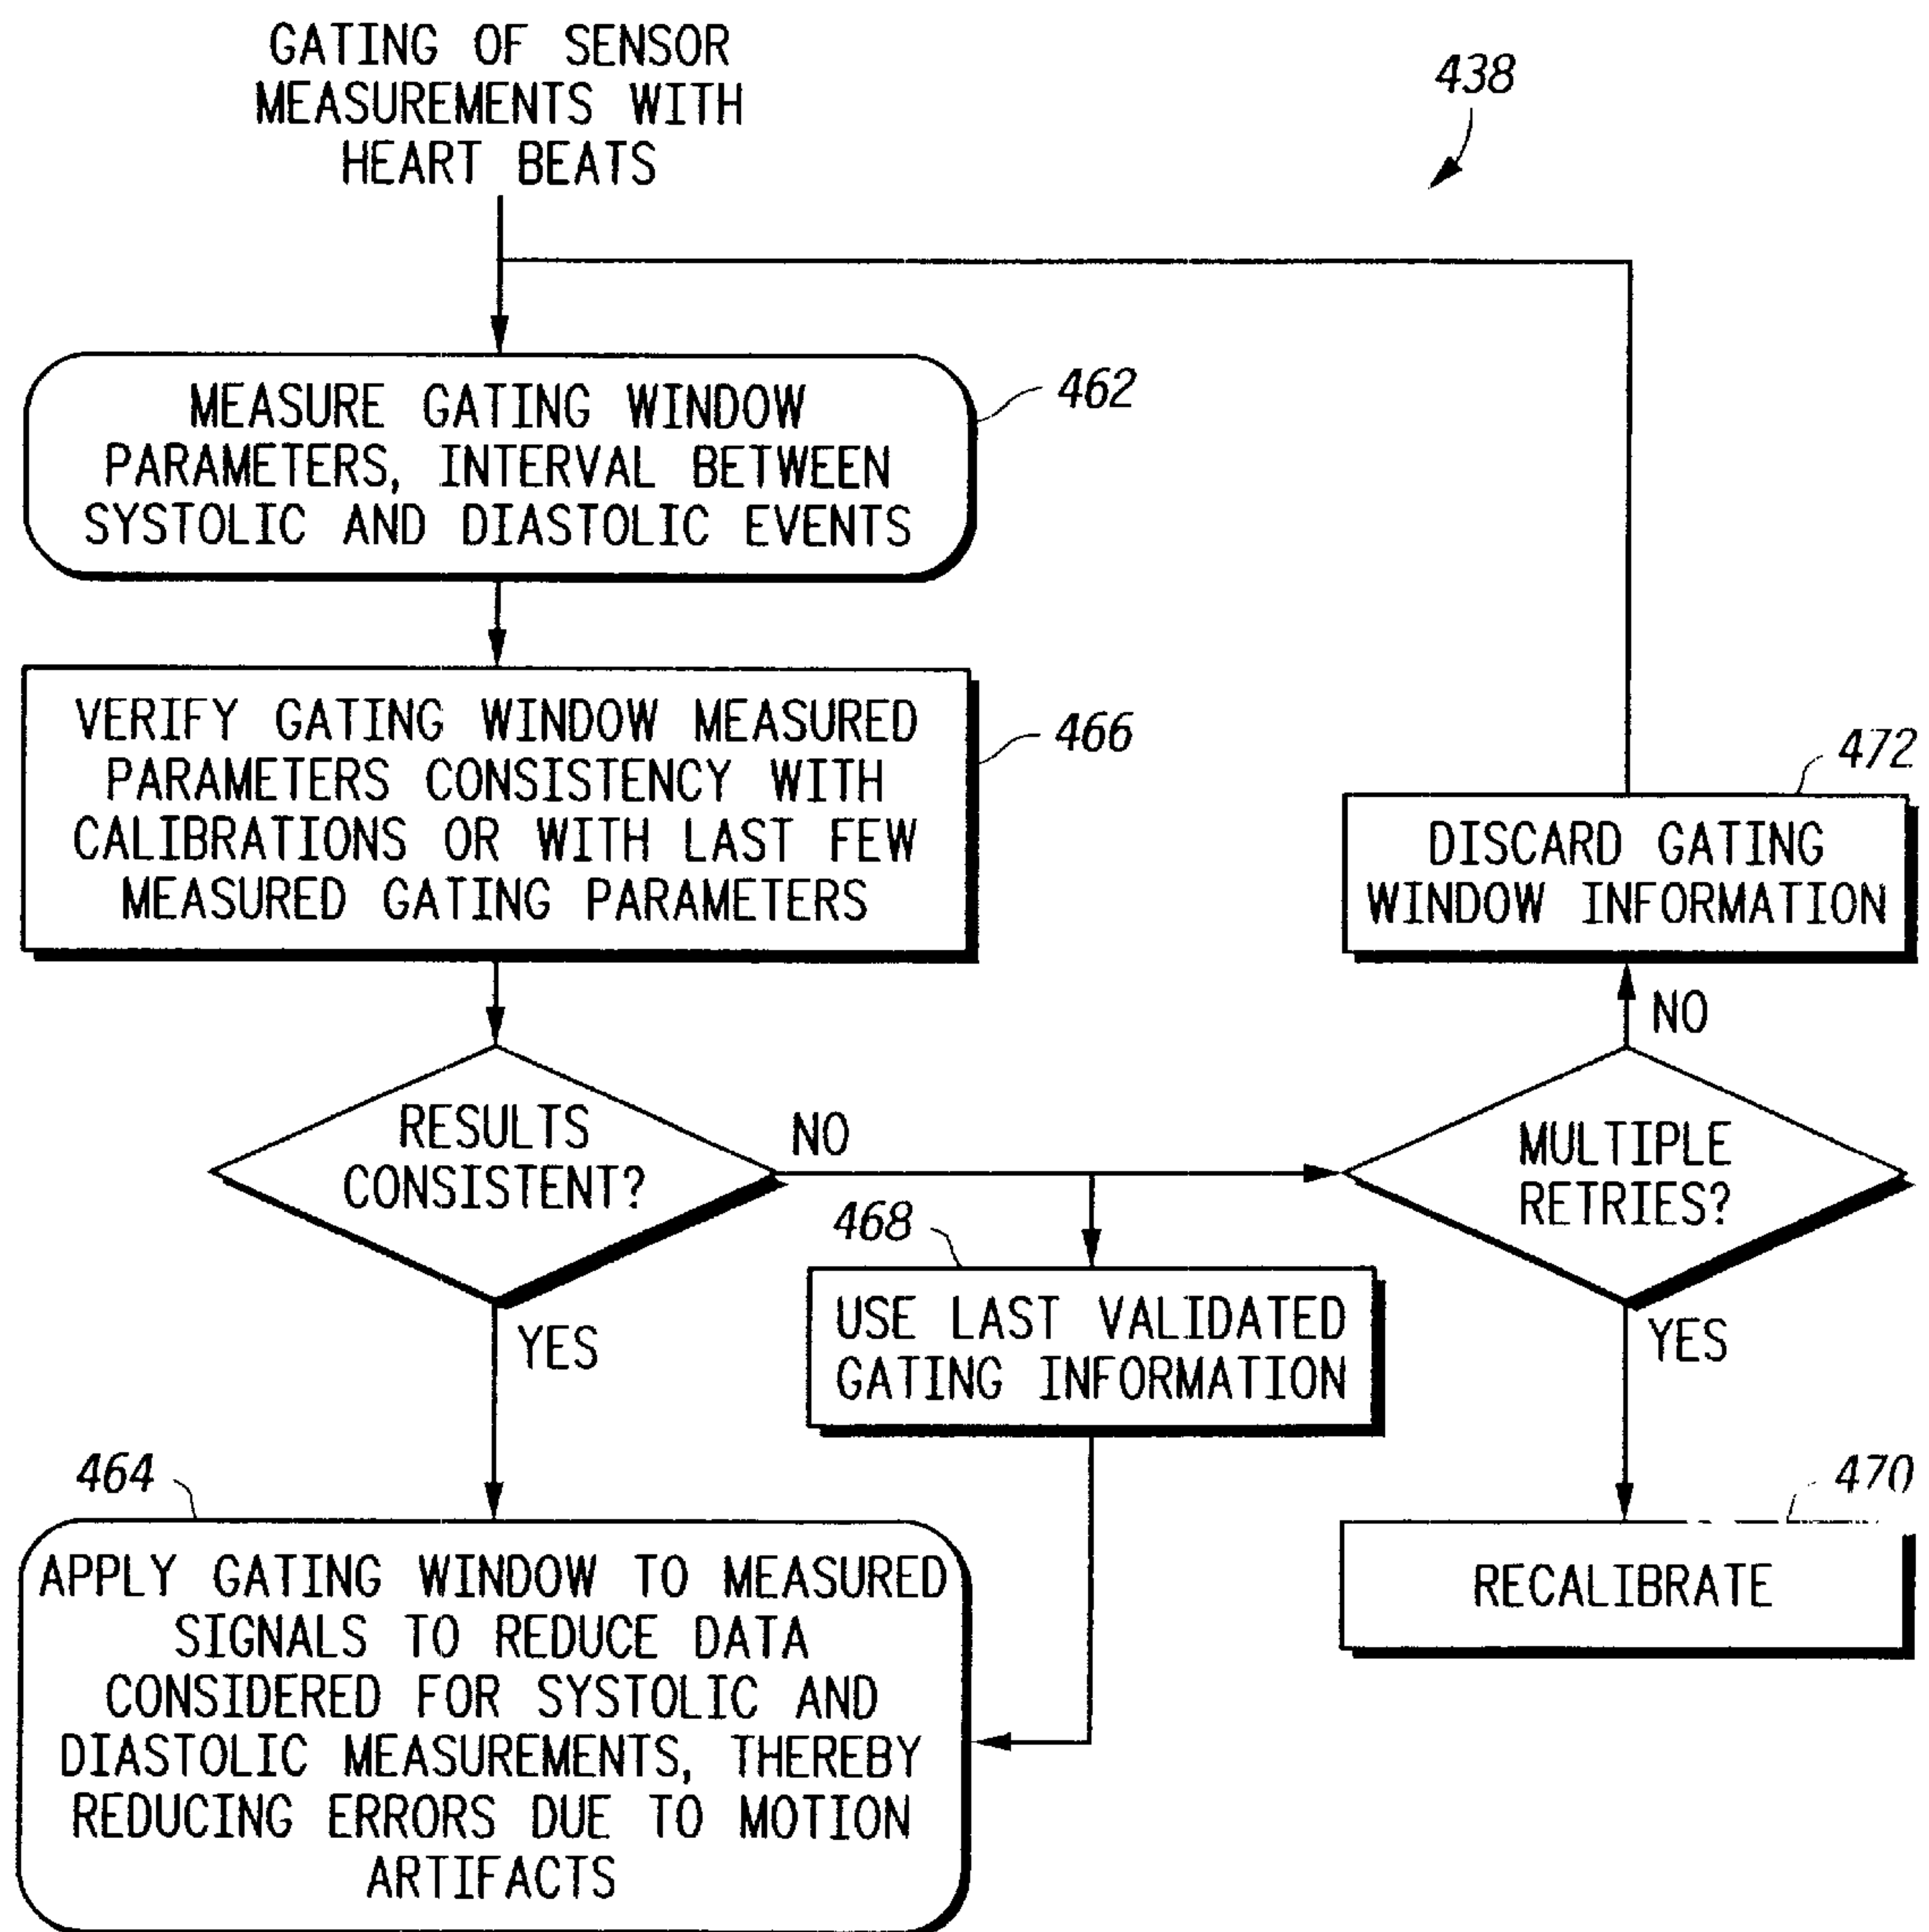 GATING OF SENSOR
MEASUREMENTS WITH
HEART BEATS
438
MEASURE GATING WINDOW
PARAMETERS, INTERVAL BETWEEN
SYSTOLIC AND DIASTOLIC EVENTS
462
VERIFY GATING WINDOW MEASURED
PARAMETERS CONSISTENCY WITH
CALIBRATIONS OR WITH LAST FEW
MEASURED GATING PARAMETERS
466
472
DISCARD GATING
WINDOW INFORMATION
NO
RESULTS
CONSISTENT?
NO
MULTIPLE
RETRIES?
468
USE LAST VALIDATED
GATING INFORMATION
YES
YES
464
APPLY GATING WINDOW TO MEASURED
SIGNALS TO REDUCE DATA
CONSIDERED FOR SYSTOLIC AND
DIASTOLIC MEASUREMENTS, THEREBY
REDUCING ERRORS DUE TO MOTION
ARTIFACTS
470
RECALIBRATE